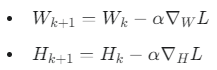 • W_{k+1} = W_k − α∇_W L
• H_{k+1} = H_k − α∇_H L